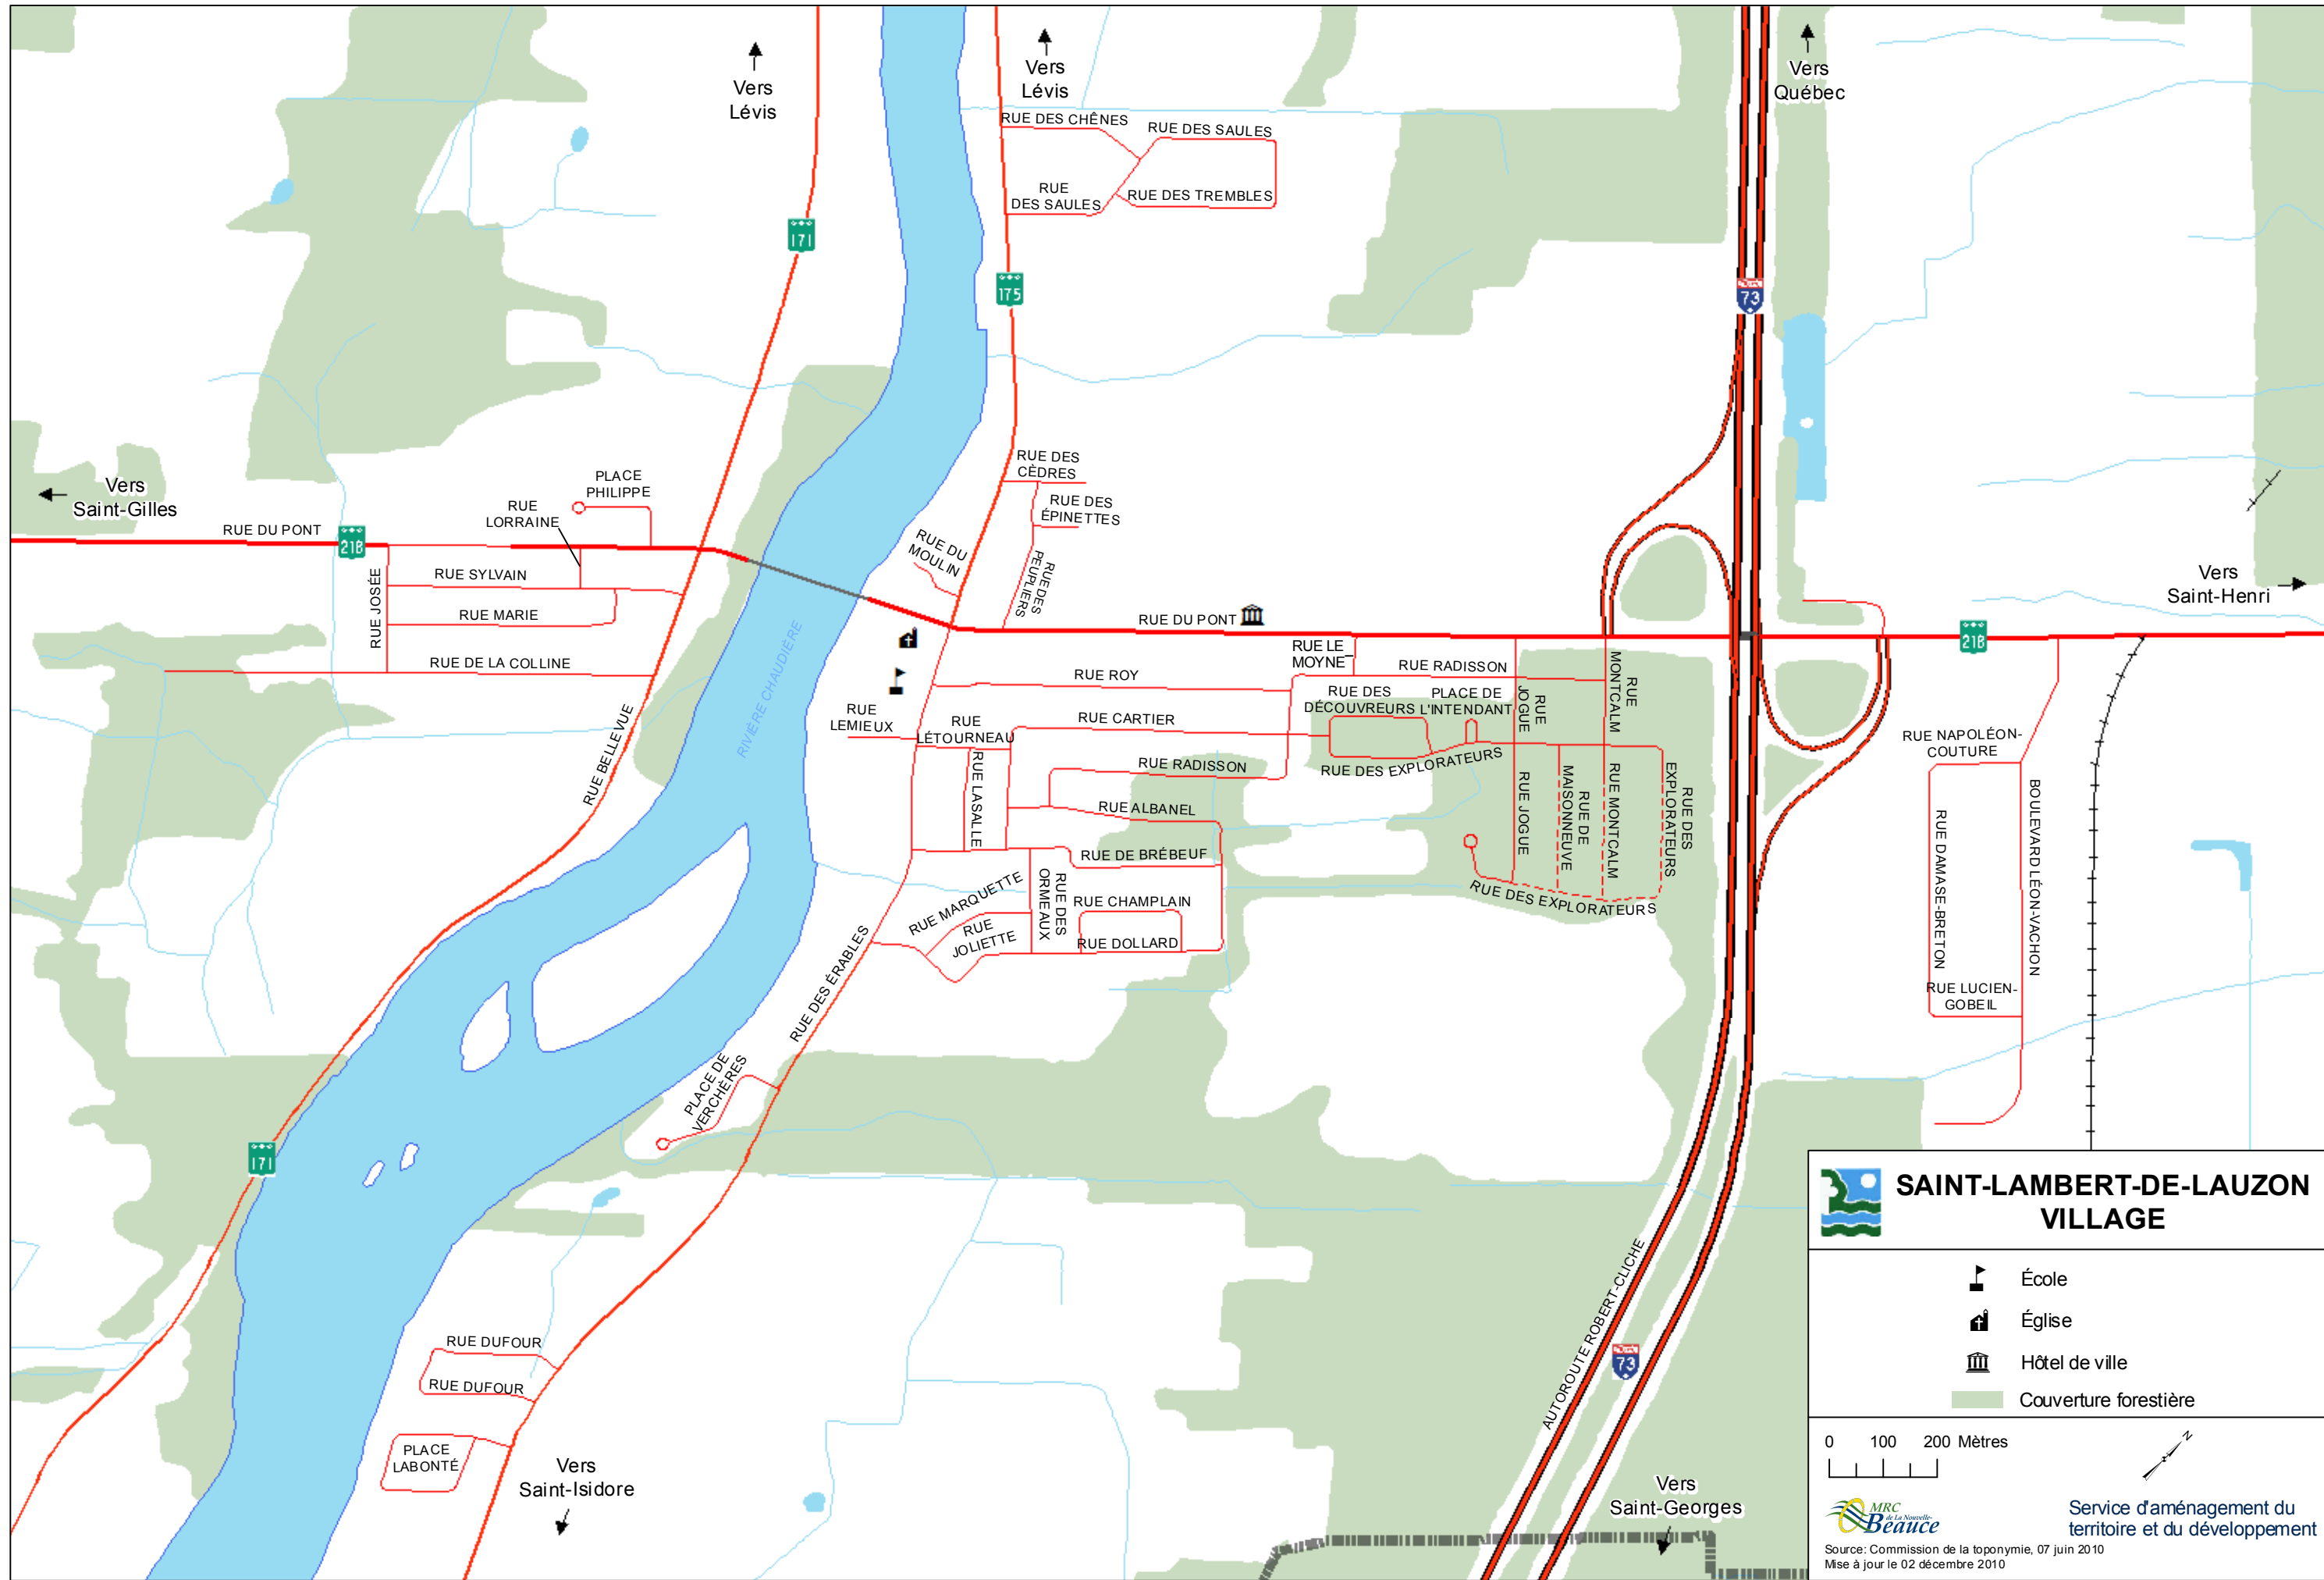 Vers
Lévis
Vers
Lévis
Vers
Québec
RUE DES CHÊNES
RUE DES SAULES
RUE
DES SAULES
RUE DES TREMBLES
171
175
73
Vers
Saint-Gilles
RUE DU PONT
218
RUE
LORRAINE
PLACE
PHILIPPE
RUE JOSÉE
RUE SYLVAIN
RUE MARIE
RUE DE LA COLLINE
RUE BELLEVUE
RIVIÈRE CHAUDIÈRE
RUE DES
CÈDRES
RUE DES
ÉPINETTES
RUE DU
MOULIN
RUE DES
PEUPLIERS
RUE DU PONT
Vers
Saint-Henri
218
RUE LE
MOYNE
RUE RADISSON
RUE ROY
RUE DES
DÉCOUVREURS
PLACE DE
L'INTENDANT
RUE
JOGUE
RUE
MONTCALM
RUE
LEMIEUX
RUE
LÉTOURNEAU
RUE CARTIER
RUE DES EXPLORATEURS
RUE RADISSON
RUE LASALLE
RUE ALBANEL
RUE JOGUE
RUE DE
MAISONNEUVE
RUE MONTCALM
RUE DES
EXPLORATEURS
RUE DE BRÉBEUF
RUE DES EXPLORATEURS
RUE MARQUETTE
RUE DES
ORMEAUX
RUE CHAMPLAIN
RUE
JOLIETTE
RUE DOLLARD
RUE DES ÉRABLES
PLACE DE
VERCHÈRES
RUE NAPOLÉON-
COUTURE
RUE DAMASE-BRETON
BOULEVARD LÉON-VACHON
RUE LUCIEN-
GOBEIL
171
RUE DUFOUR
RUE DUFOUR
PLACE
LABONTÉ
Vers
Saint-Isidore
AUTOROUTE ROBERT-CLICHE
73
Vers
Saint-Georges
SAINT-LAMBERT-DE-LAUZON
VILLAGE
École
Église
Hôtel de ville
Couverture forestière
0 100 200 Mètres
N
MRC
de La Nouvelle-
Beauce
Service d'aménagement du
territoire et du développement
Source: Commission de la toponymie, 07 juin 2010
Mise à jour le 02 décembre 2010